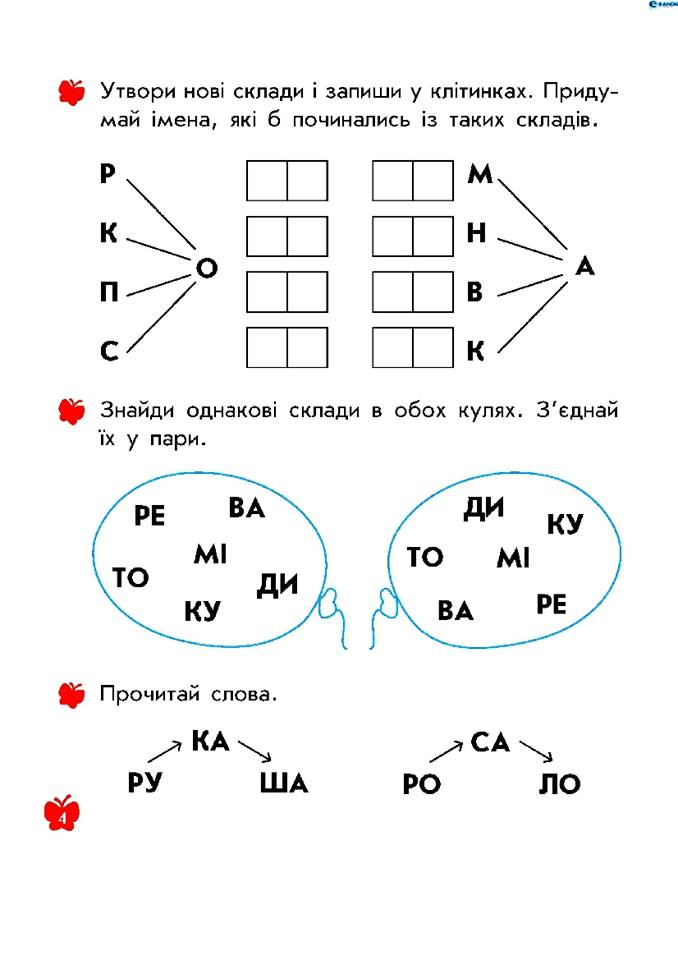 е-ранок
Утвори нові склади і запиши у клітинках. Приду-
май імена, які б починались із таких складів.
Р М
К Н
О А
П В
С К
Знайди однакові склади в обох кулях. З’єднай
їх у пари.
РЕ ВА ДИ КУ
ТО МІ ТО МІ
КУ ДИ ВА РЕ
Прочитай слова.
КА СА
РУ ША РО ЛО
4